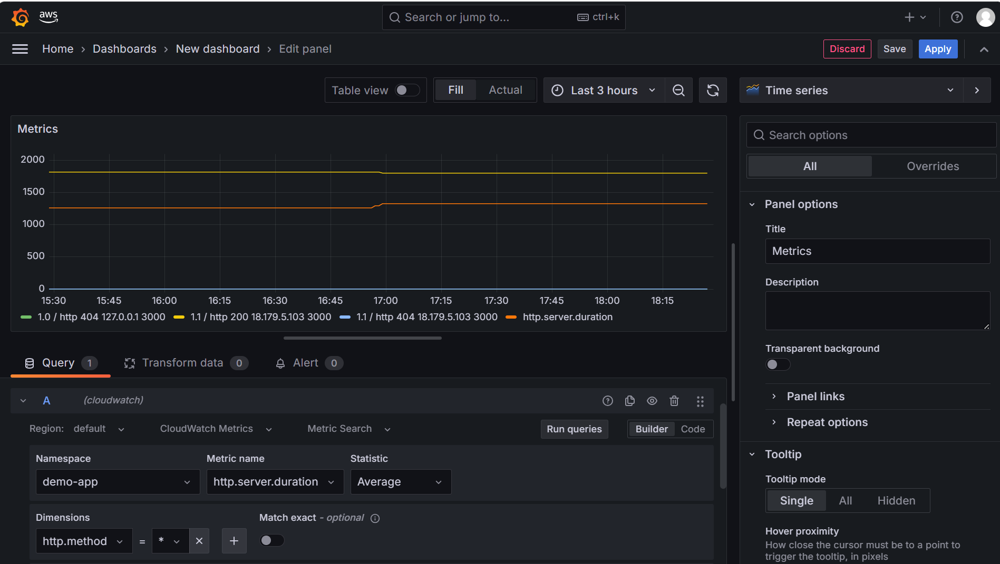 aws
Search or jump to...
ctrl+k
Home › Dashboards › New dashboard › Edit panel
Discard
Save
Apply
Table view
Fill
Actual
Last 3 hours
Time series
Metrics
2000
1500
1000
500
0
15:30 15:45 16:00 16:15 16:30 16:45 17:00 17:15 17:30 17:45 18:00 18:15
1.0 / http 404 127.0.0.1 3000 1.1 / http 200 18.179.5.103 3000 1.1 / http 404 18.179.5.103 3000 http.server.duration
Query 1
Transform data 0
Alert 0
A (cloudwatch)
Region: default
CloudWatch Metrics
Metric Search
Run queries
Builder
Code
Namespace
Metric name
Statistic
demo-app
http.server.duration
Average
Dimensions
Match exact - optional
http.method = *
Search options
All
Overrides
Panel options
Title
Metrics
Description
Transparent background
Panel links
Repeat options
Tooltip
Tooltip mode
Single
All
Hidden
Hover proximity
How close the cursor must be to a point to
trigger the tooltip, in pixels